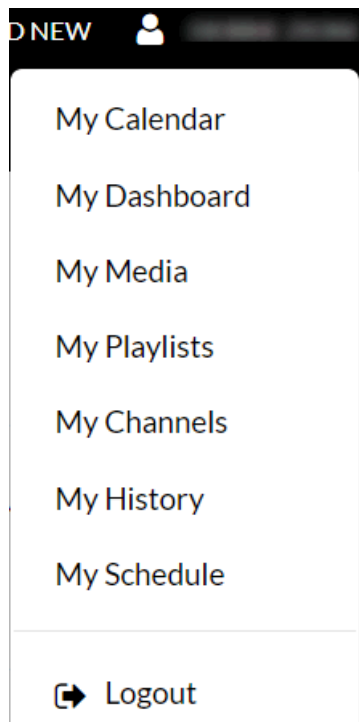 D NEW
My Calendar
My Dashboard
My Media
My Playlists
My Channels
My History
My Schedule
Logout